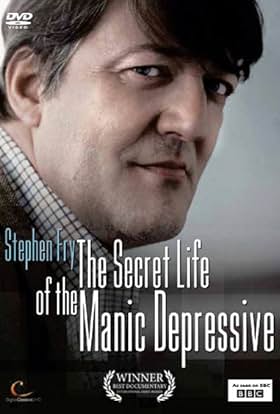 DVD
VIDEO
Stephen Fry
The Secret Life
of the
Manic Depressive
WINNER
BEST DOCUMENTARY
As seen on BBC
BBC